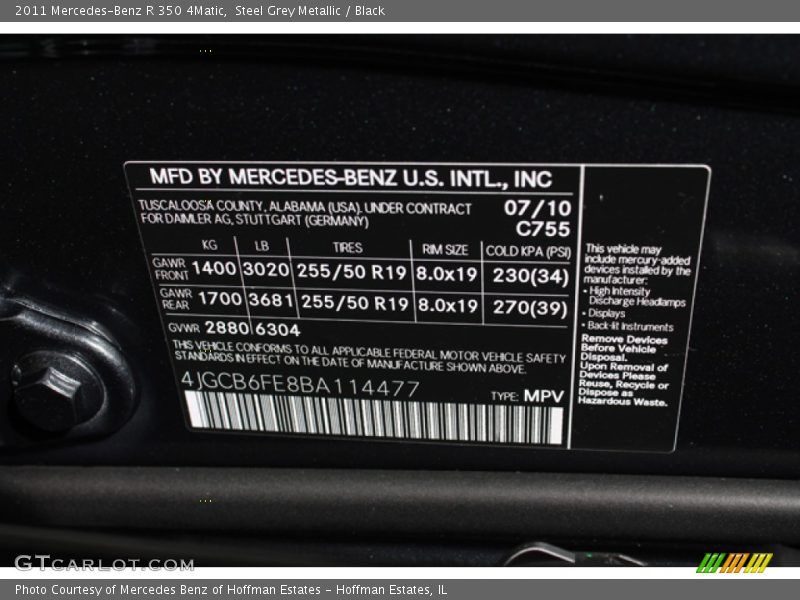 2011 Mercedes-Benz R 350 4Matic,  Steel Grey Metallic / Black
MFD BY MERCEDES-BENZ U.S. INTL., INC
TUSCALOOSA COUNTY, ALABAMA (USA). UNDER CONTRACT
FOR DAIMLER AG, STUTTGART (GERMANY)
07/10
C755
KG LB TIRES RIM SIZE COLD KPA (PSI)
GAWR FRONT 1400 3020 255/50 R19 8.0x19 230(34)
GAWR REAR 1700 3681 255/50 R19 8.0x19 270(39)
GVWR 2880 6304
THIS VEHICLE CONFORMS TO ALL APPLICABLE FEDERAL MOTOR VEHICLE SAFETY
STANDARDS IN EFFECT ON THE DATE OF MANUFACTURE SHOWN ABOVE.
4JGCB6FE8BA114477
TYPE: MPV
This vehicle may
include mercury-added
devices installed by the
manufacturer:
• High Intensity
Discharge Headlamps
• Displays
• Back-lit Instruments
Remove Devices
Before Vehicle
Disposal.
Upon Removal of
Devices Please
Reuse, Recycle or
Dispose as
Hazardous Waste.
GTCARLOT.COM
Photo Courtesy of Mercedes Benz of Hoffman Estates - Hoffman Estates, IL